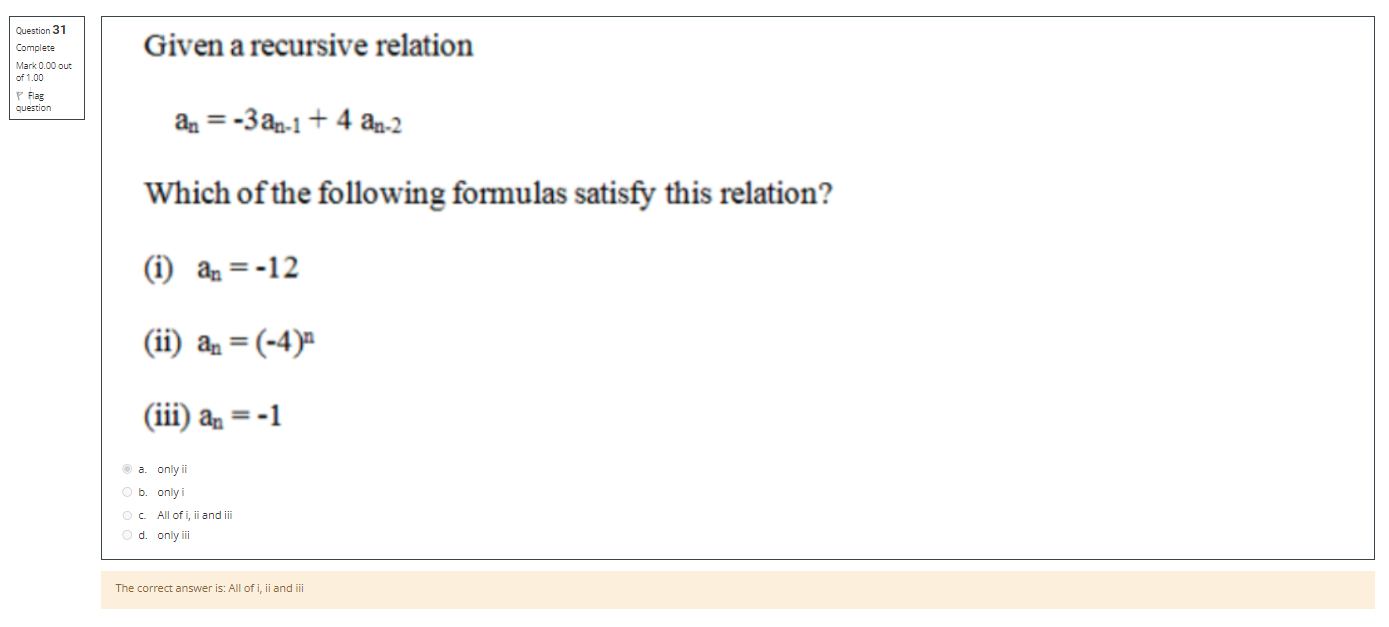 Question 31
Complete
Mark 0.00 out
of 1.00
Flag
question
Given a recursive relation
aₙ = -3aₙ₋₁ + 4 aₙ₋₂
Which of the following formulas satisfy this relation?
(i) aₙ = -12
(ii) aₙ = (-4)ⁿ
(iii) aₙ = -1
a. only ii
b. only i
c. All of i, ii and iii
d. only iii
The correct answer is: All of i, ii and iii